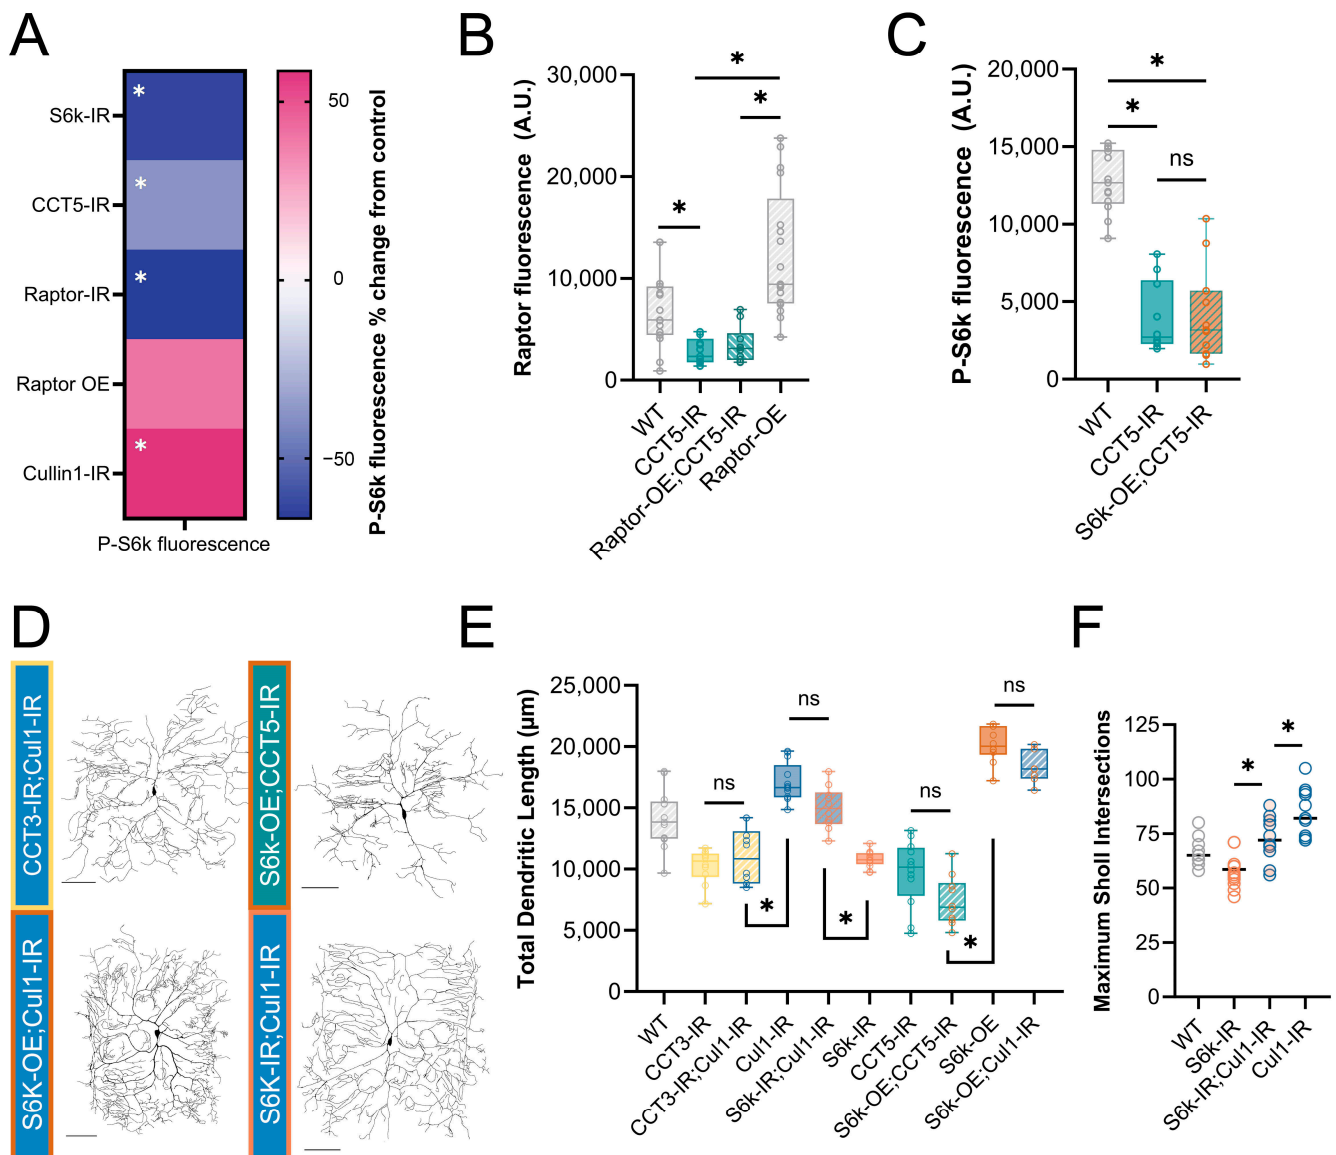 A
S6k-IR
CCT5-IR
Raptor-IR
Raptor OE
Cullin1-IR
*
*
*
*
P-S6k fluorescence
50
0
−50
P-S6k fluorescence % change from control
B
Raptor fluorescence (A.U.)
30,000
20,000
10,000
0
*
*
*
WT
CCT5-IR
Raptor-OE;CCT5-IR
Raptor-OE
C
P-S6k fluorescence (A.U.)
20,000
15,000
10,000
5,000
0
*
*
ns
WT
CCT5-IR
S6k-OE;CCT5-IR
D
CCT3-IR;Cul1-IR
S6k-OE;CCT5-IR
S6K-OE;Cul1-IR
S6K-IR;Cul1-IR
E
Total Dendritic Length (µm)
25,000
20,000
15,000
10,000
5,000
0
ns
*
ns
*
ns
*
ns
WT
CCT3-IR
CCT3-IR;Cul1-IR
Cul1-IR
S6k-IR;Cul1-IR
S6k-IR
CCT5-IR
S6k-OE;CCT5-IR
S6k-OE
S6k-OE;Cul1-IR
F
Maximum Sholl Intersections
125
100
75
50
25
0
*
*
WT
S6k-IR
S6k-IR;Cul1-IR
Cul1-IR